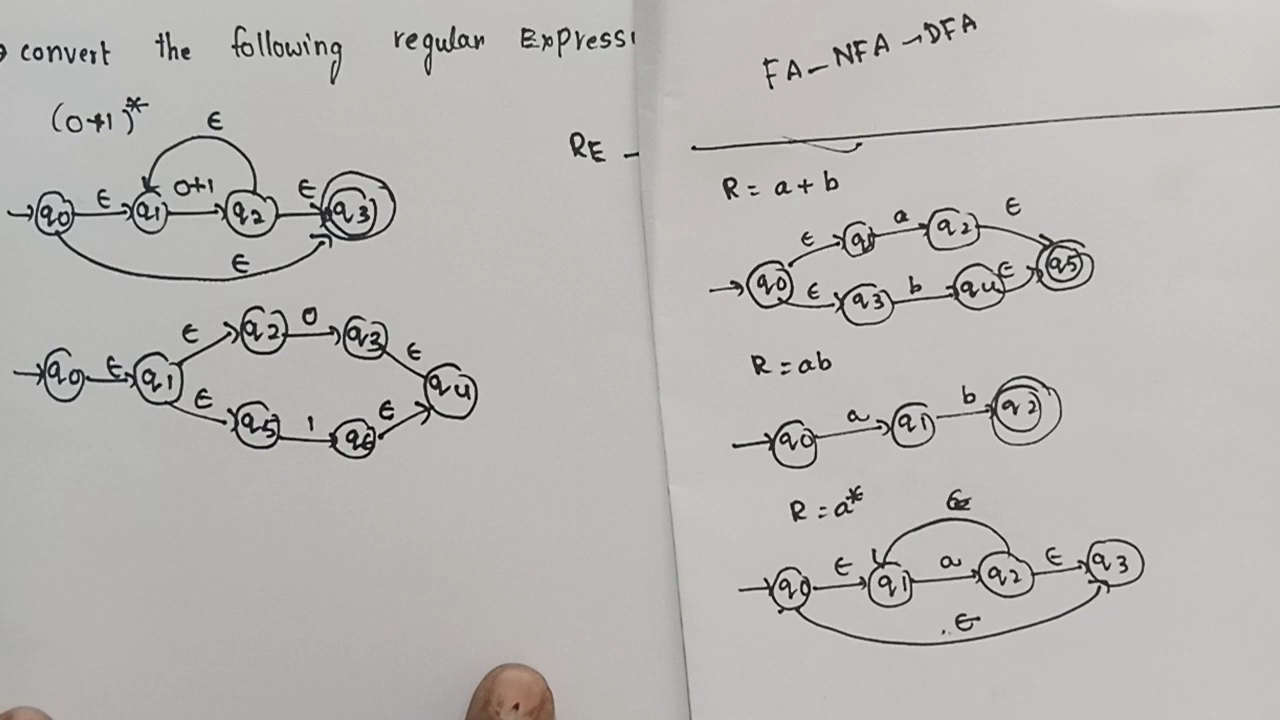 convert the following regular Expressi
(0+1)*
ϵ
q0 ϵ q1 0+1 q2 ϵ q3
ϵ
q0 ϵ q1 ϵ q2 0 q3 ϵ q4
ϵ q5 1 q6 ϵ
RE -
FA - NFA → DFA
R = a + b
q0 ϵ q1 a q2 ϵ q5
ϵ q3 b q4 ϵ
R = ab
q0 a q1 b q2
R = a*
ϵ
q0 ϵ q1 a q2 ϵ q3
ϵ